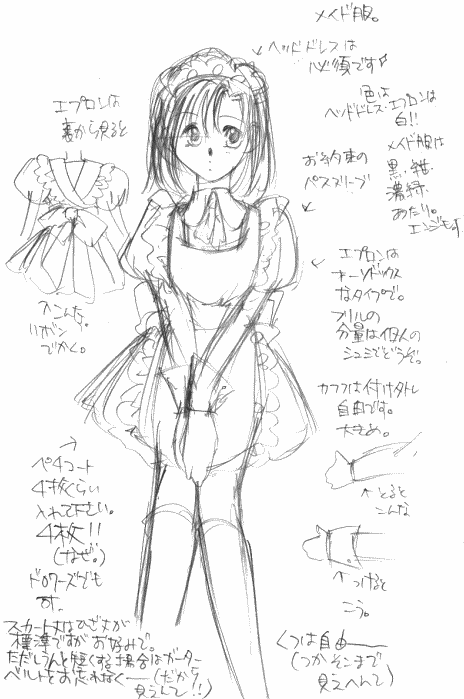 メイド服。
ヘッドドレスは
必須です
色は
ヘッドドレス・エプロンは
白!!
メイド服は
黒・紺・
濃緑・
あたり。
エンジもす
お約束の
パフスリーブ
エプロンは
裏から見ると
へこんな。
リボン
でかく。
エプロンは
オーソドックス
なタイプで。
フリルの
分量は個人の
シュミでどうぞ。
カフスは付け外し
自由です。
大きめ。
とると
こんな
つけると
こう。
ペチコート
4枚くらい
入れて下さい。
4枚!!
(なぜ。)
ドロワーズでも
す。
スカート丈はひざ丈が
標準ですがお好みで。
ただしうんと短くする場合はガーター
ベルトをお忘れなくー(だから
見えんて!!)
くつは自由ー
(つかそこまで
見えへんて)